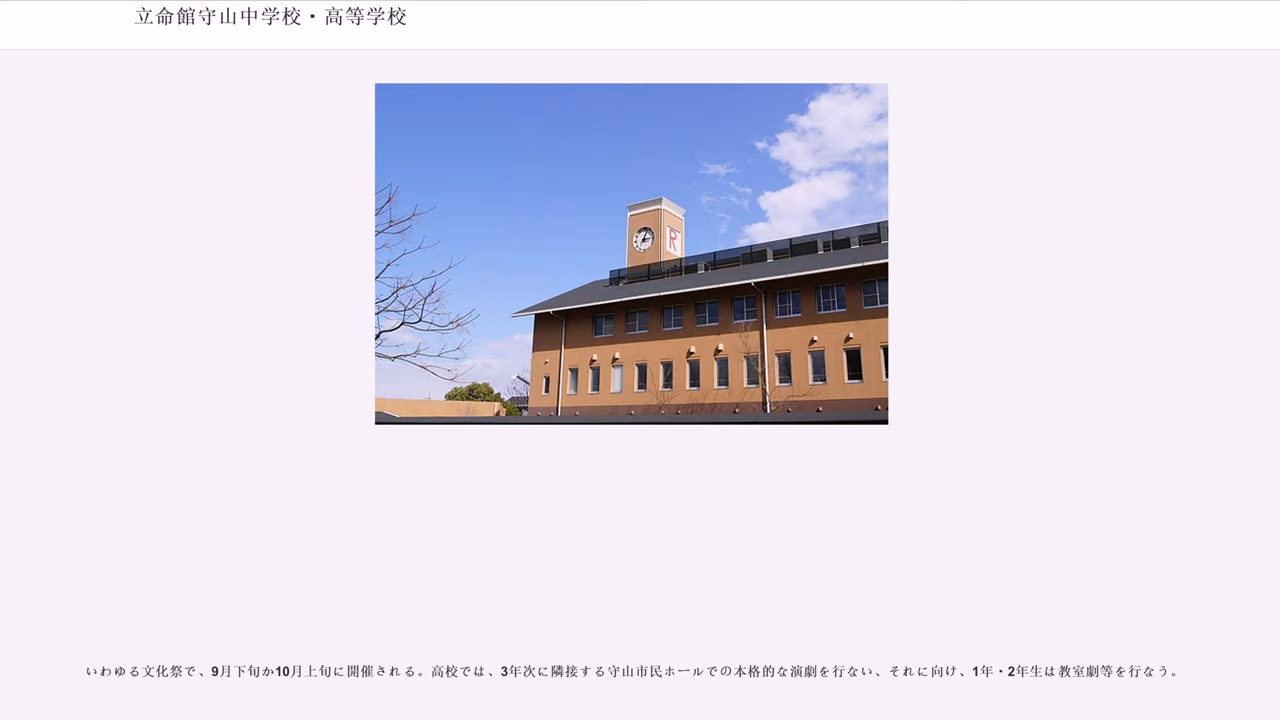 立命館守山中学校・高等学校
R
いわゆる文化祭で、9月下旬か10月上旬に開催される。高校では、3年次に隣接する守山市民ホールでの本格的な演劇を行ない、それに向け、1年・2年生は教室劇等を行なう。